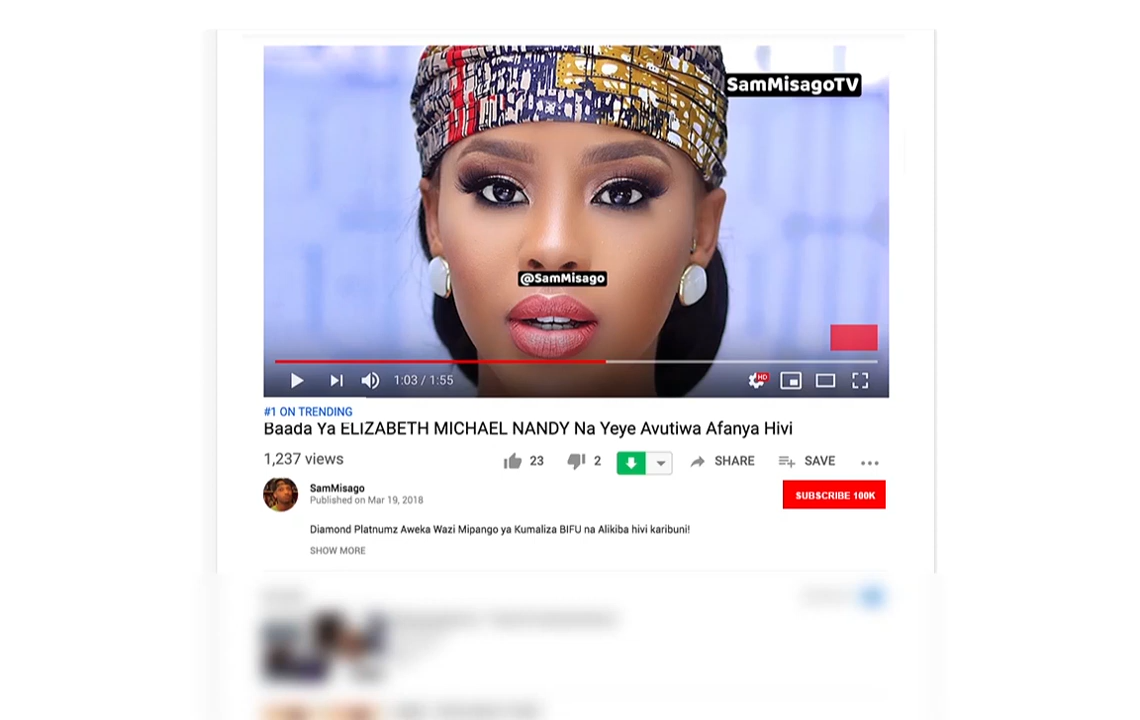 SamMisagoTV
@SamMisago
1:03 / 1:55
HD
#1 ON TRENDING
Baada Ya ELIZABETH MICHAEL NANDY Na Yeye Avutiwa Afanya Hivi
1,237 views
23
2
SHARE
SAVE
SamMisago
Published on Mar 19, 2018
SUBSCRIBE 100K
Diamond Platnumz Aweka Wazi Mipango ya Kumaliza BIFU na Alikiba hivi karibuni!
SHOW MORE